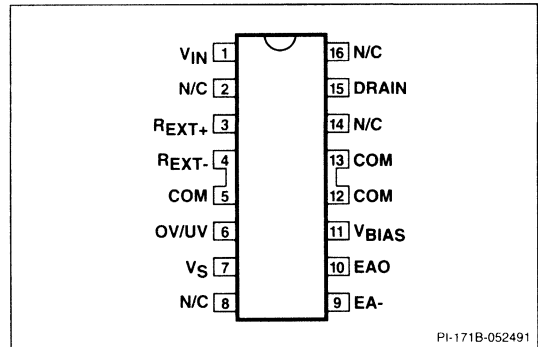 VIN 1 16 N/C
N/C 2 15 DRAIN
REXT+ 3 14 N/C
REXT- 4 13 COM
COM 5 12 COM
OV/UV 6 11 VBIAS
VS 7 10 EAO
N/C 8 9 EA-
PI-171B-052491